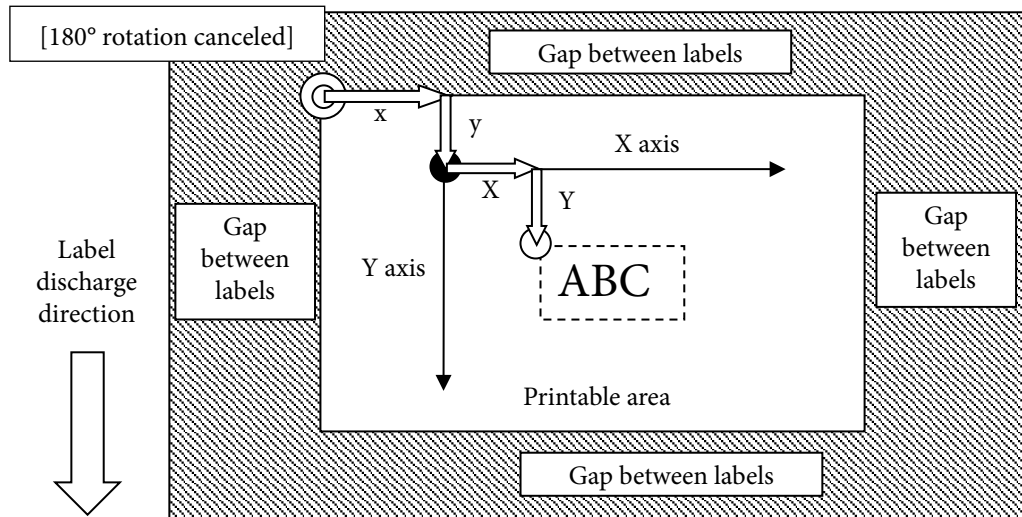 [180° rotation canceled]
Gap between labels
x
y
X axis
X
Y
Gap
between
labels
Gap
between
labels
Label
discharge
direction
Y axis
ABC
Printable area
Gap between labels